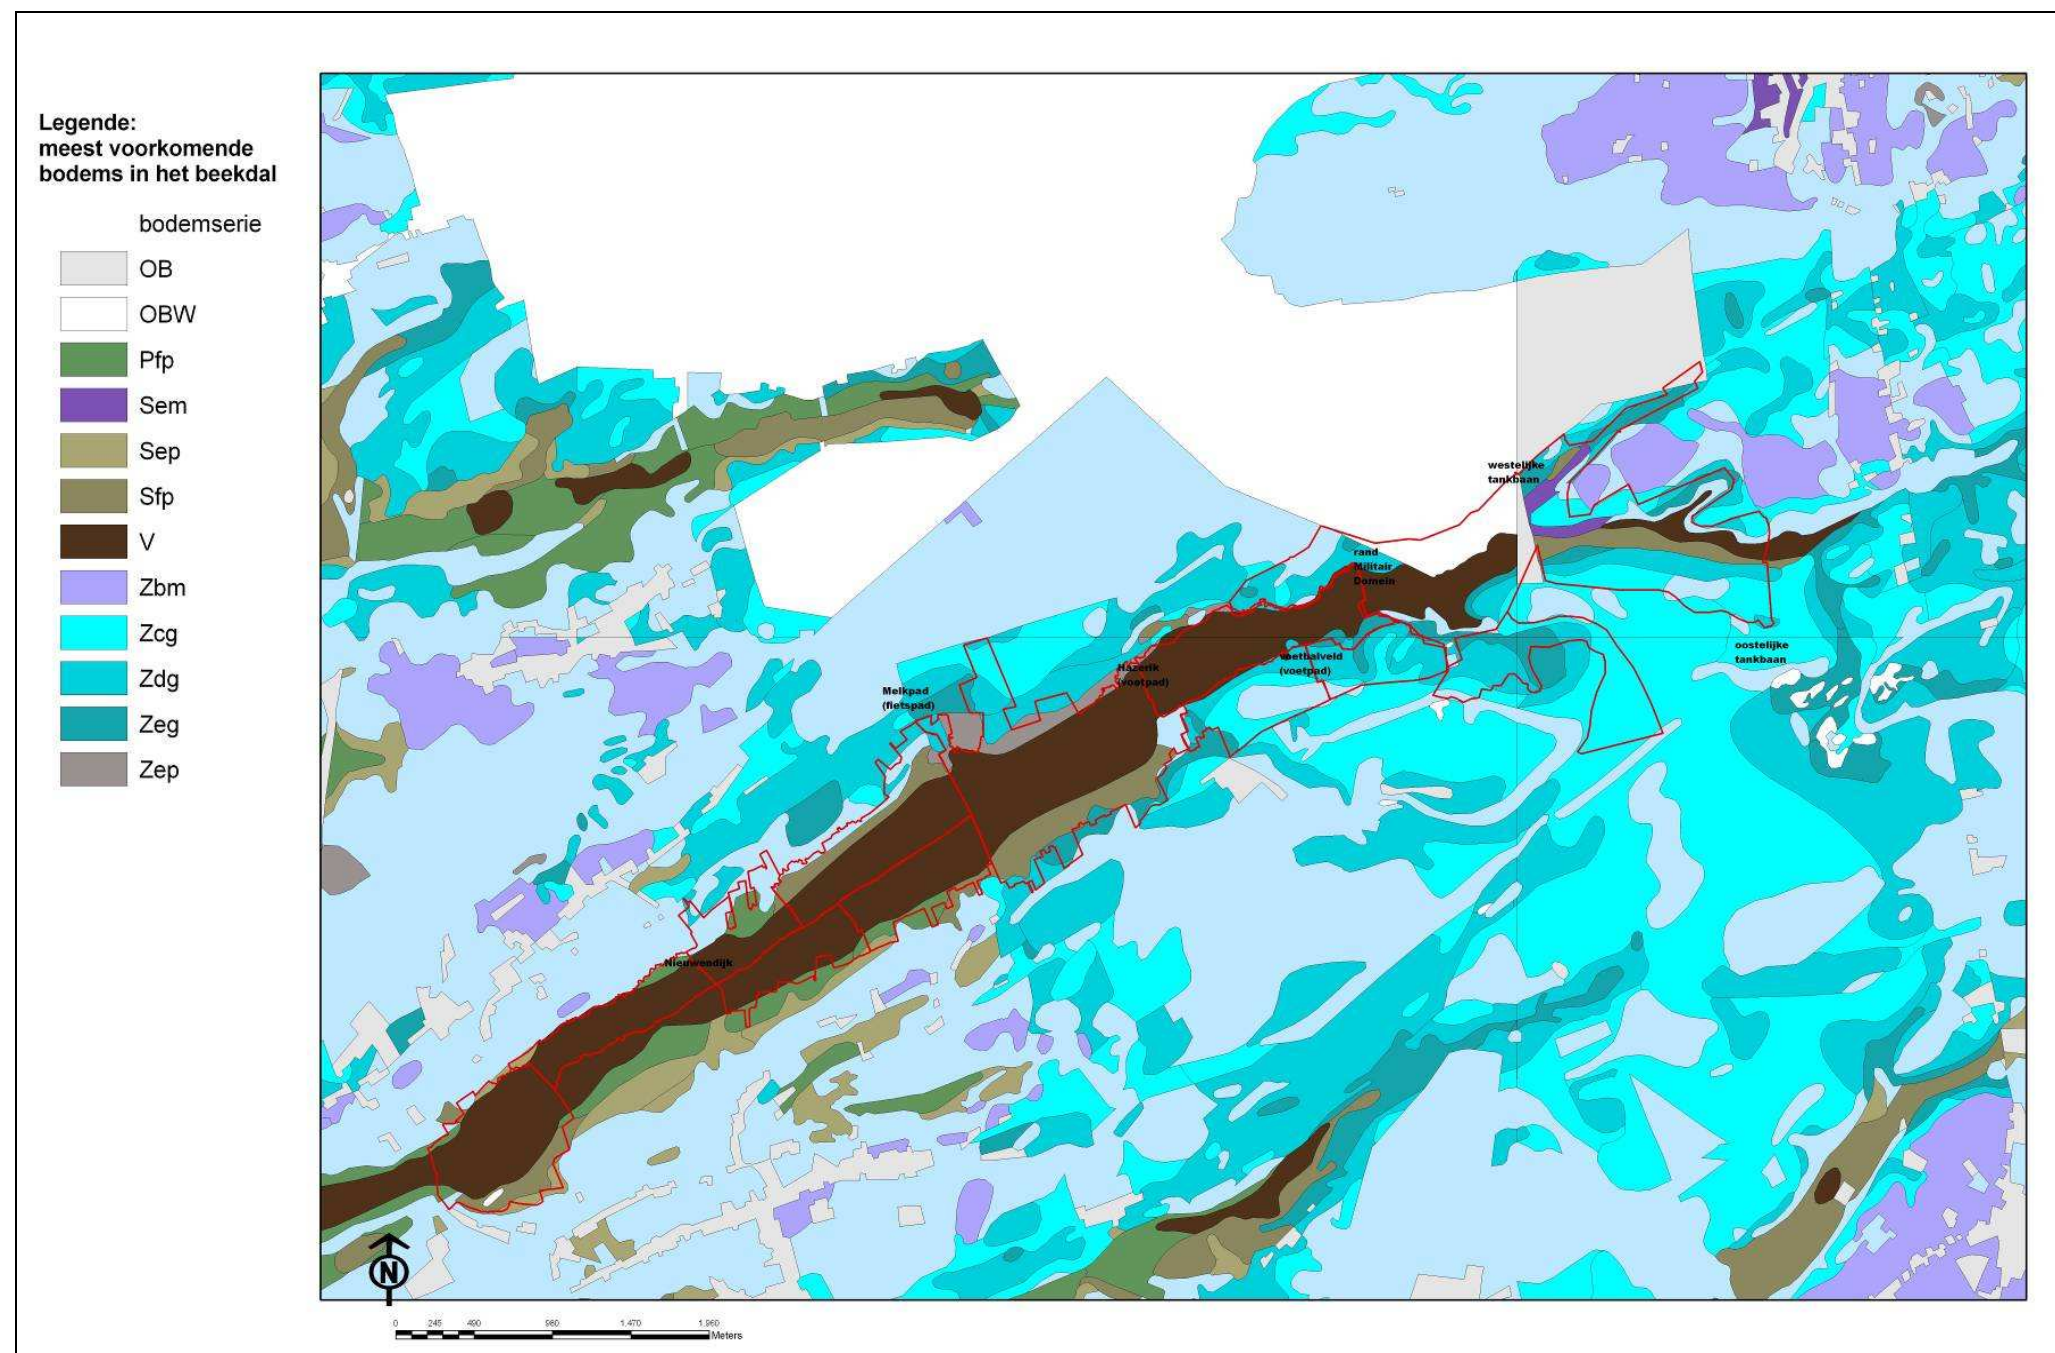 Legende:
meest voorkomende
bodems in het beekdal
bodemserie
OB
OBW
Pfp
Sem
Sep
Sfp
V
Zbm
Zcg
Zdg
Zeg
Zep
westelijke
tankbaan
rand
Militair
Domein
oostelijke
tankbaan
voetbalveld
(voetpad)
Hazerik
(voetpad)
Melkpad
(fietspad)
Nieuwendijk
N
0 245 490 980 1.470 1.960
Meters